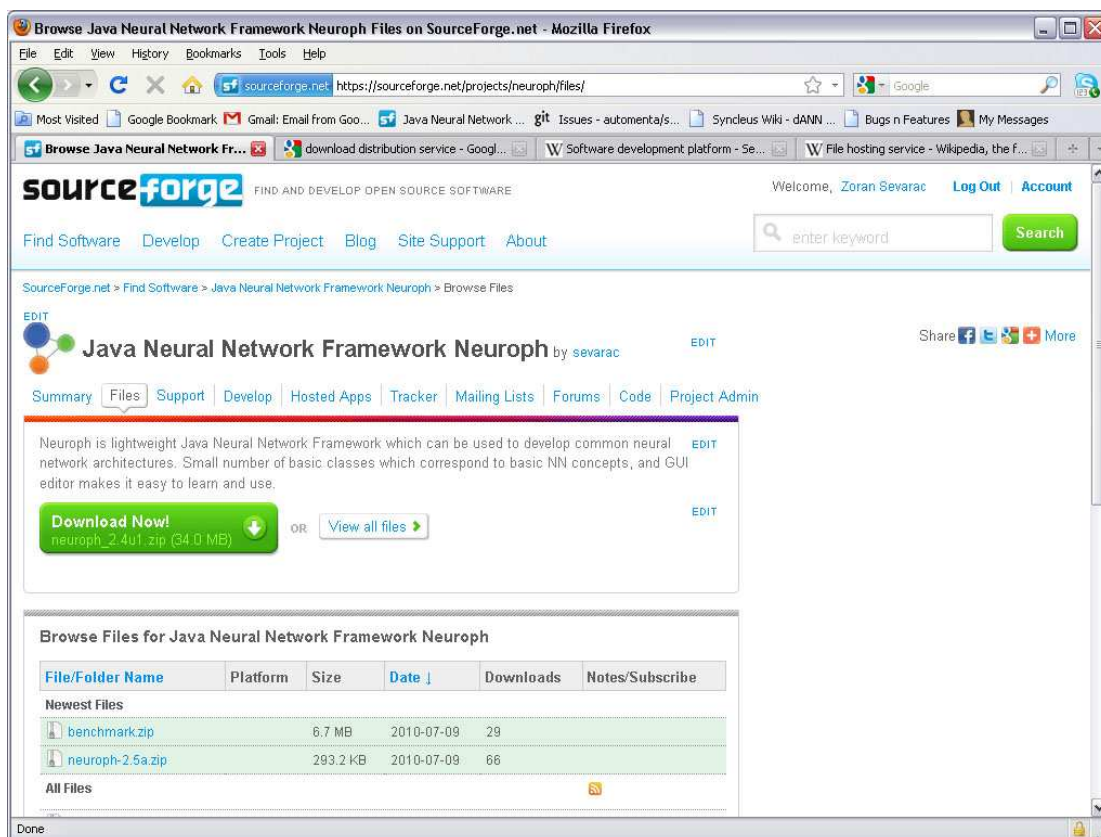 Browse Java Neural Network Framework Neuroph Files on SourceForge.net - Mozilla Firefox
File Edit View History Bookmarks Tools Help
sf sourceforge.net https://sourceforge.net/projects/neuroph/files/ Google
Most Visited Google Bookmark Gmail: Email from Goo... sf Java Neural Network ... git Issues - automenta/s... Syncleus Wiki - dANN ... Bugs n Features My Messages
sf Browse Java Neural Network Fr... download distribution service - Googl... W Software development platform - Se... W File hosting service - Wikipedia, the f...
sourceforge FIND AND DEVELOP OPEN SOURCE SOFTWARE Welcome, Zoran Sevarac Log Out Account
Find Software Develop Create Project Blog Site Support About enter keyword Search
SourceForge.net > Find Software > Java Neural Network Framework Neuroph > Browse Files
EDIT
Java Neural Network Framework Neuroph by sevarac EDIT Share More
Summary Files Support Develop Hosted Apps Tracker Mailing Lists Forums Code Project Admin
Neuroph is lightweight Java Neural Network Framework which can be used to develop common neural EDIT
network architectures. Small number of basic classes which correspond to basic NN concepts, and GUI
editor makes it easy to learn and use.
Download Now! EDIT
neuroph_2.4u1.zip (34.0 MB) OR View all files
Browse Files for Java Neural Network Framework Neuroph
File/Folder Name Platform Size Date ↓ Downloads Notes/Subscribe
Newest Files
benchmark.zip 6.7 MB 2010-07-09 29
neuroph-2.5a.zip 293.2 KB 2010-07-09 66
All Files
Done